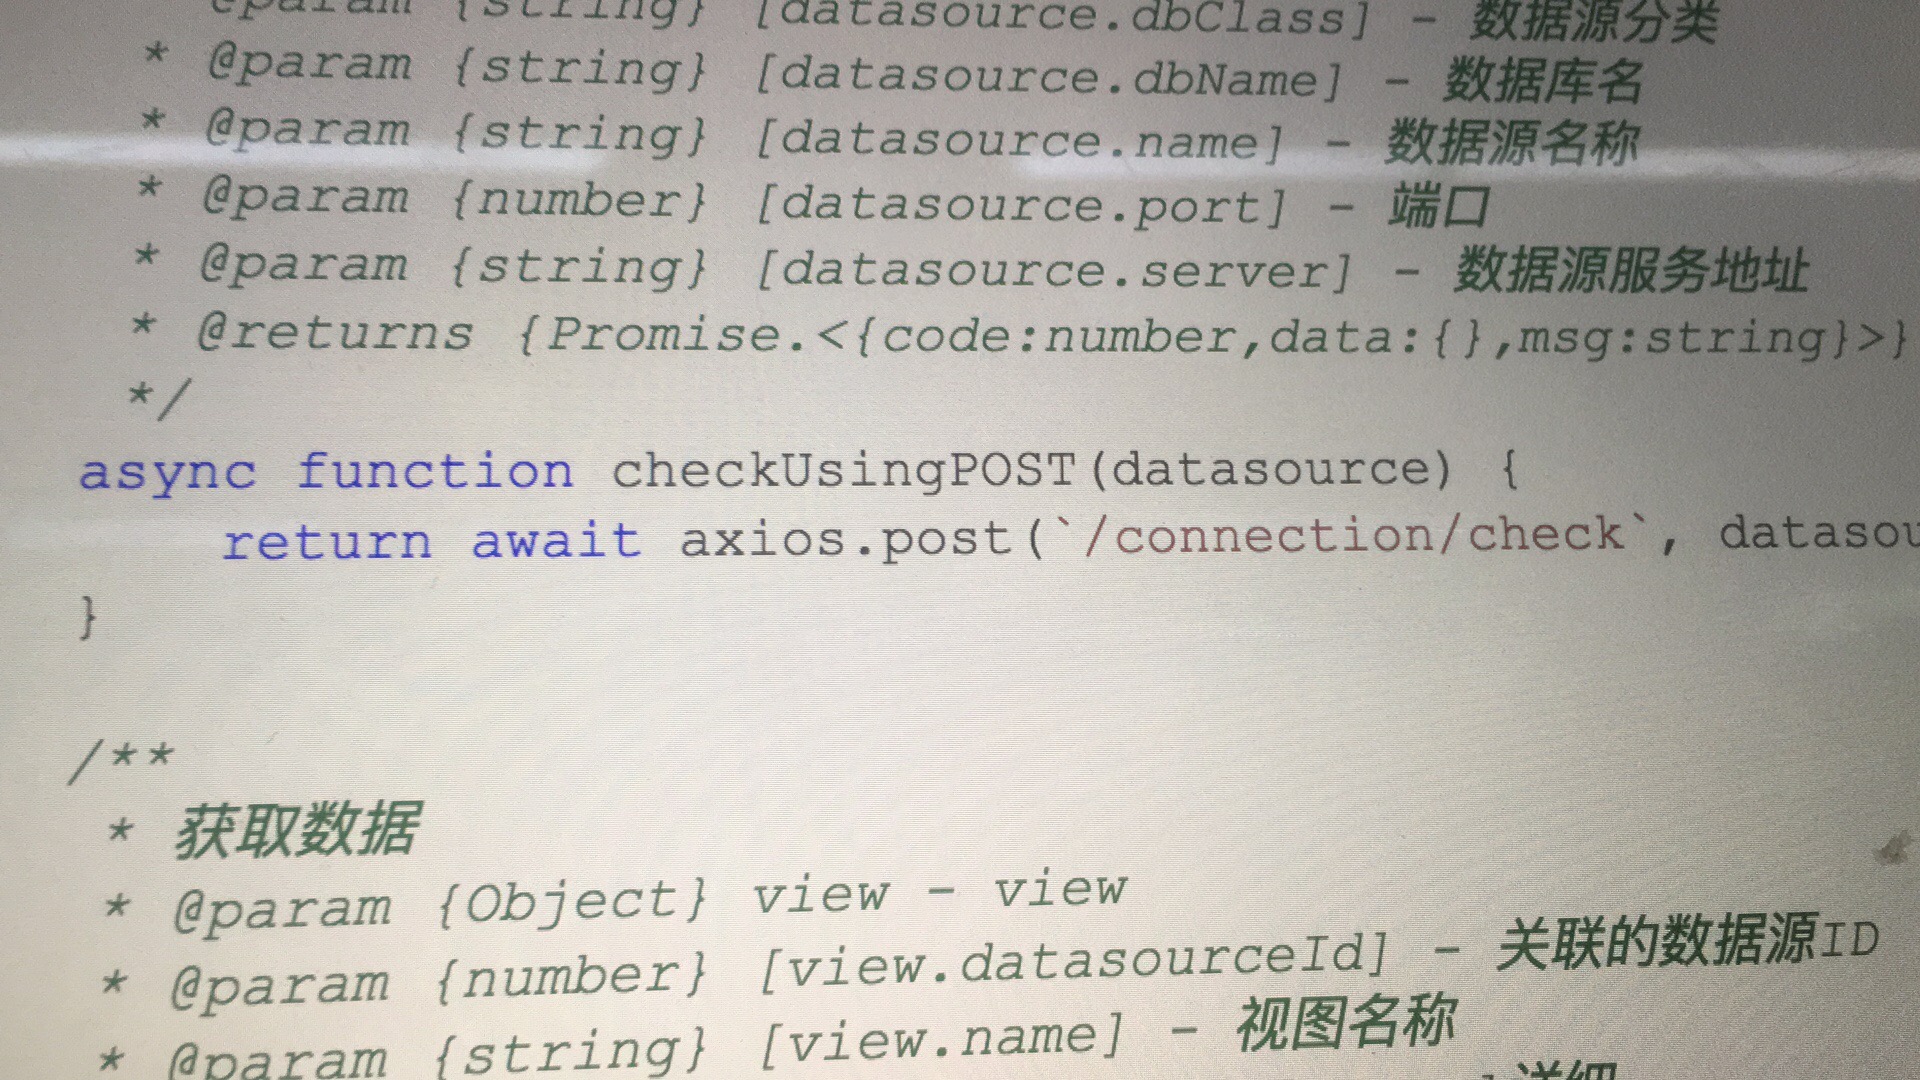 @param {string} [datasource.dbClass] - 数据源分类
* @param {string} [datasource.dbName] - 数据库名
* @param {string} [datasource.name] - 数据源名称
* @param {number} [datasource.port] - 端口
* @param {string} [datasource.server] - 数据源服务地址
* @returns {Promise.<{code:number,data:{},msg:string}>}
*/
async function checkUsingPOST(datasource) {
return await axios.post(`/connection/check`, datasou
}
/**
* 获取数据
* @param {Object} view - view
* @param {number} [view.datasourceId] - 关联的数据源ID
* @param {string} [view.name] - 视图名称
详细